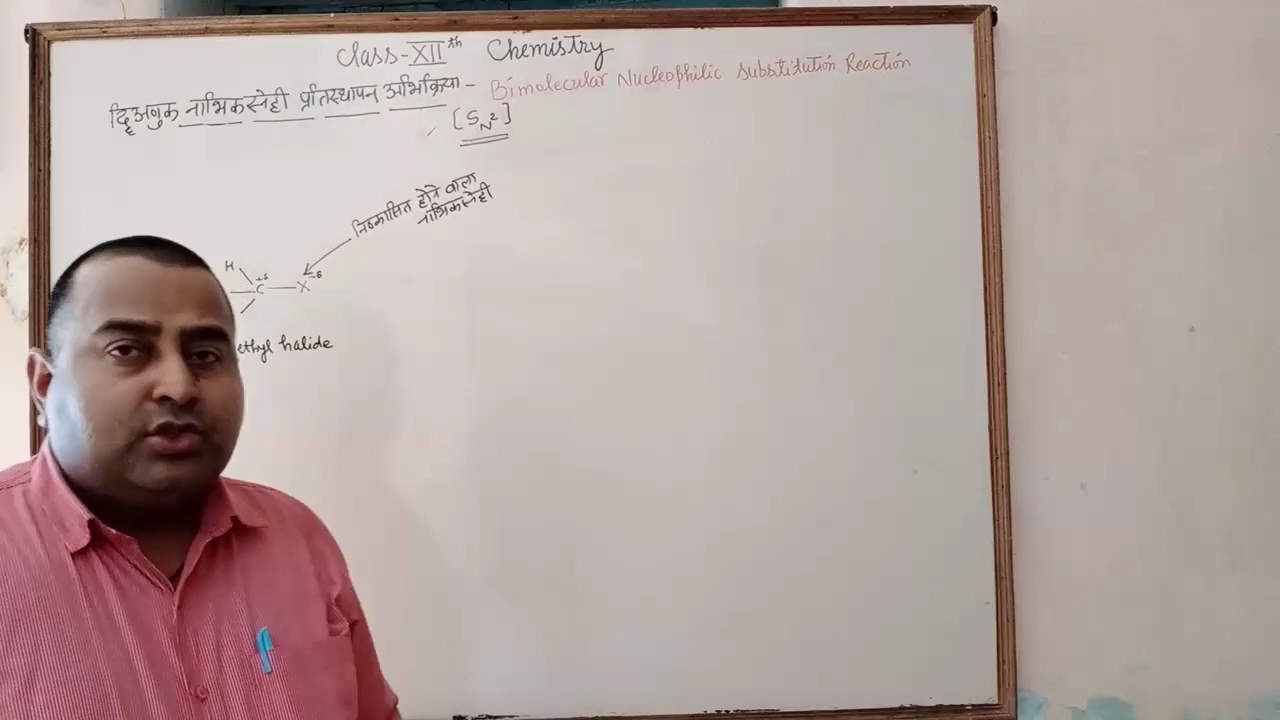 Class-XIIth Chemistry
द्विअणुक नाभिकस्नेही प्रतिस्थापन अभिक्रिया - Bimolecular Nucleophilic Substitution Reaction
[SN2]
निष्कासित होने वाला
नाभिकस्नेही
H
+δ
C — X
-δ
ethyl halide